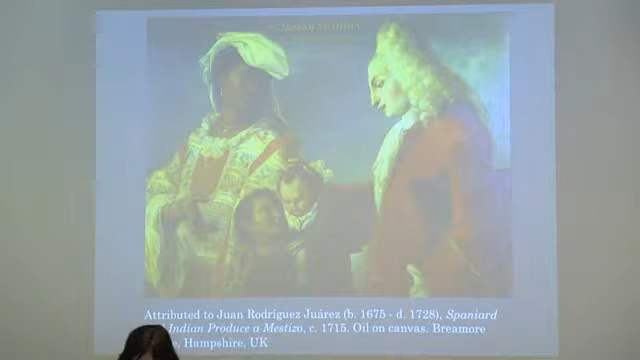 Attributed to Juan Rodríguez Juárez (b. 1675 - d. 1728), Spaniard
Indian Produce a Mestizo, c. 1715. Oil on canvas. Breamore
Hampshire, UK